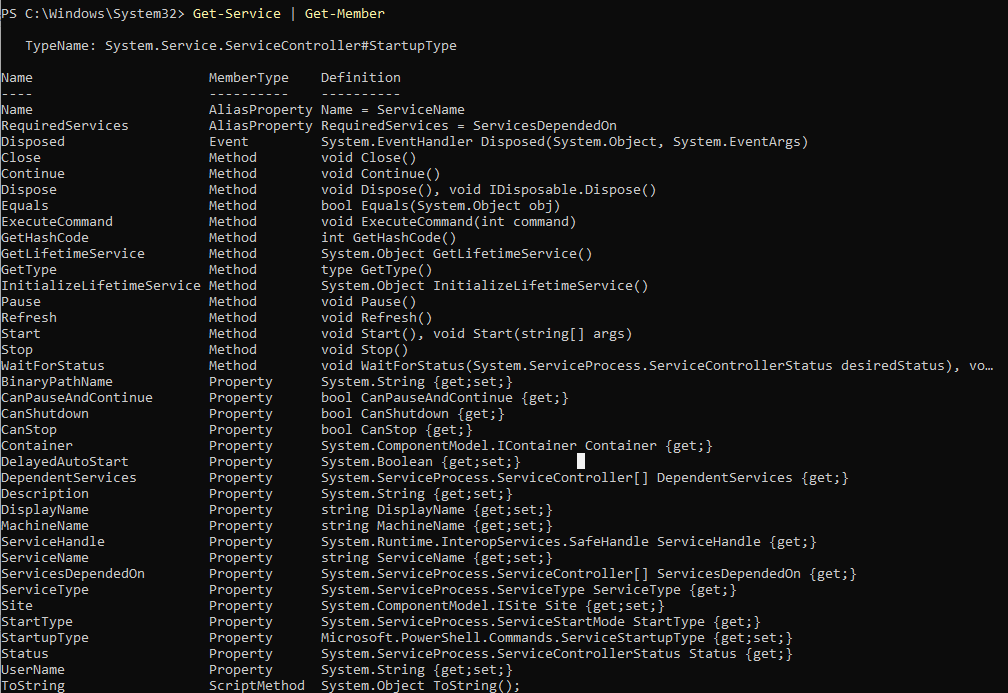 PS C:\Windows\System32> Get-Service | Get-Member
TypeName: System.Service.ServiceController#StartupType
Name MemberType Definition
---- ---------- ----------
Name AliasProperty Name = ServiceName
RequiredServices AliasProperty RequiredServices = ServicesDependedOn
Disposed Event System.EventHandler Disposed(System.Object, System.EventArgs)
Close Method void Close()
Continue Method void Continue()
Dispose Method void Dispose(), void IDisposable.Dispose()
Equals Method bool Equals(System.Object obj)
ExecuteCommand Method void ExecuteCommand(int command)
GetHashCode Method int GetHashCode()
GetLifetimeService Method System.Object GetLifetimeService()
GetType Method type GetType()
InitializeLifetimeService Method System.Object InitializeLifetimeService()
Pause Method void Pause()
Refresh Method void Refresh()
Start Method void Start(), void Start(string[] args)
Stop Method void Stop()
WaitForStatus Method void WaitForStatus(System.ServiceProcess.ServiceControllerStatus desiredStatus), vo…
BinaryPathName Property System.String {get;set;}
CanPauseAndContinue Property bool CanPauseAndContinue {get;}
CanShutdown Property bool CanShutdown {get;}
CanStop Property bool CanStop {get;}
Container Property System.ComponentModel.IContainer Container {get;}
DelayedAutoStart Property System.Boolean {get;set;}
DependentServices Property System.ServiceProcess.ServiceController[] DependentServices {get;}
Description Property System.String {get;set;}
DisplayName Property string DisplayName {get;set;}
MachineName Property string MachineName {get;set;}
ServiceHandle Property System.Runtime.InteropServices.SafeHandle ServiceHandle {get;}
ServiceName Property string ServiceName {get;set;}
ServicesDependedOn Property System.ServiceProcess.ServiceController[] ServicesDependedOn {get;}
ServiceType Property System.ServiceProcess.ServiceType ServiceType {get;}
Site Property System.ComponentModel.ISite Site {get;set;}
StartType Property System.ServiceProcess.ServiceStartMode StartType {get;}
StartupType Property Microsoft.PowerShell.Commands.ServiceStartupType {get;set;}
Status Property System.ServiceProcess.ServiceControllerStatus Status {get;}
UserName Property System.String {get;set;}
ToString ScriptMethod System.Object ToString();